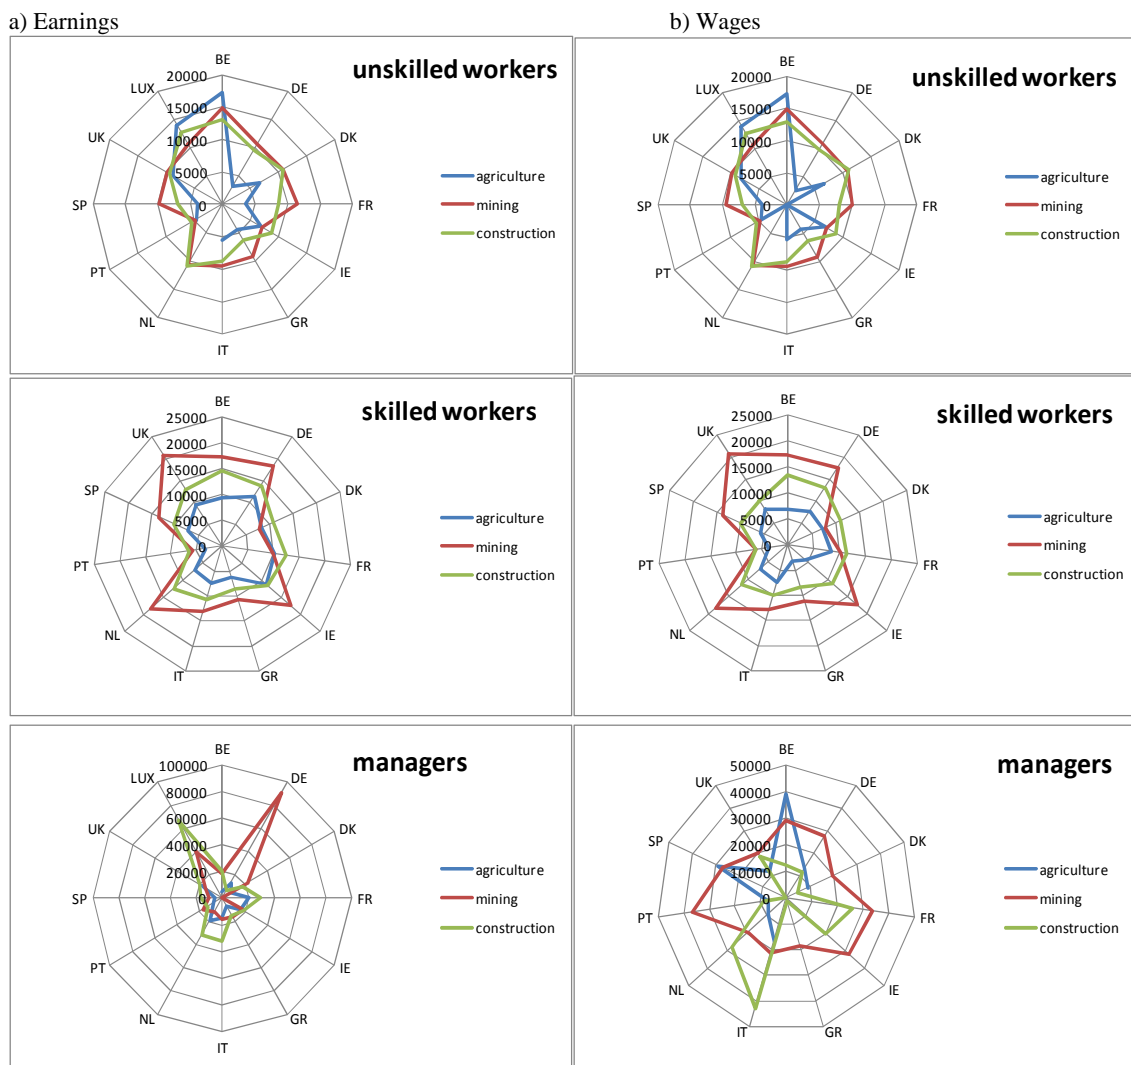 a) Earnings
b) Wages
unskilled workers
BE
DE
DK
FR
IE
GR
IT
NL
PT
SP
UK
LUX
20000
15000
10000
5000
0
agriculture
mining
construction
unskilled workers
BE
DE
DK
FR
IE
GR
IT
NL
PT
SP
UK
LUX
20000
15000
10000
5000
0
agriculture
mining
construction
skilled workers
BE
DE
DK
FR
IE
GR
IT
NL
PT
SP
UK
25000
20000
15000
10000
5000
0
agriculture
mining
construction
skilled workers
BE
DE
DK
FR
IE
GR
IT
NL
PT
SP
UK
25000
20000
15000
10000
5000
0
agriculture
mining
construction
managers
BE
DE
DK
FR
IE
GR
IT
NL
PT
SP
UK
LUX
100000
80000
60000
40000
20000
0
agriculture
mining
construction
managers
BE
DE
DK
FR
IE
GR
IT
NL
PT
SP
UK
50000
40000
30000
20000
10000
0
agriculture
mining
construction